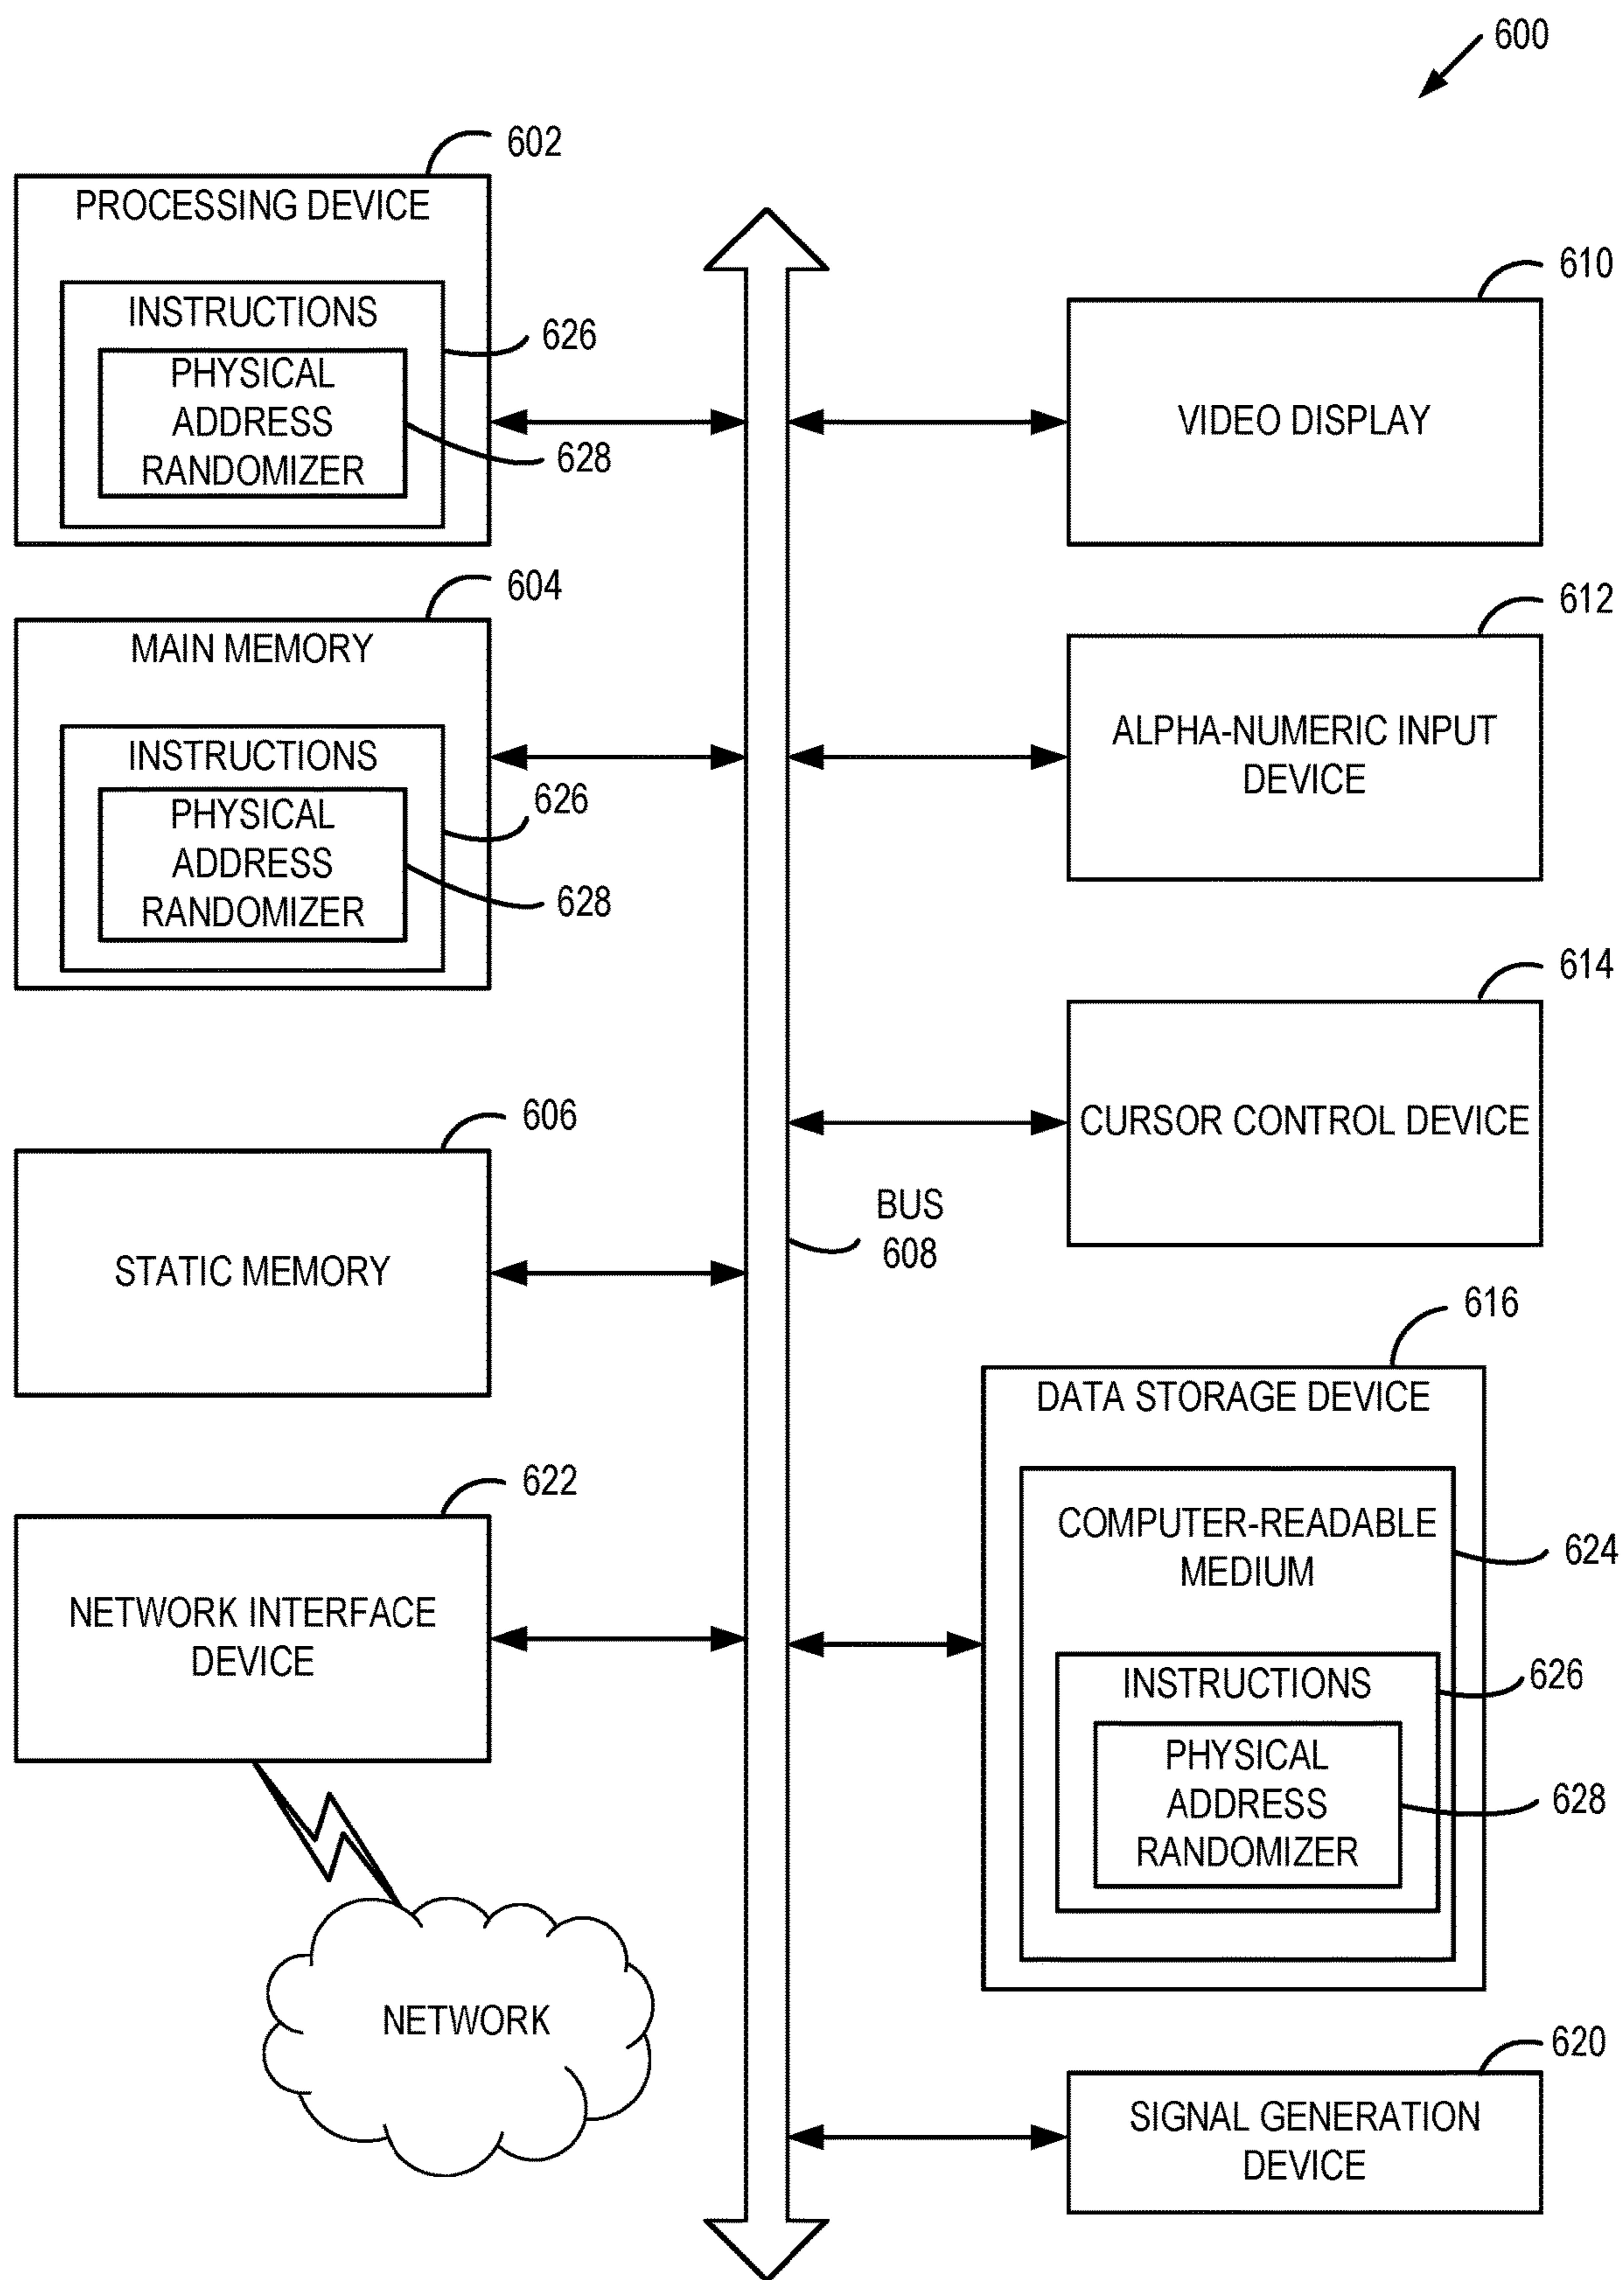 600
602
PROCESSING DEVICE
INSTRUCTIONS
626
PHYSICAL
ADDRESS
RANDOMIZER
628
604
MAIN MEMORY
INSTRUCTIONS
626
PHYSICAL
ADDRESS
RANDOMIZER
628
606
STATIC MEMORY
622
NETWORK INTERFACE
DEVICE
NETWORK
BUS
608
610
VIDEO DISPLAY
612
ALPHA-NUMERIC INPUT
DEVICE
614
CURSOR CONTROL DEVICE
616
DATA STORAGE DEVICE
COMPUTER-READABLE
MEDIUM
624
INSTRUCTIONS
626
PHYSICAL
ADDRESS
RANDOMIZER
628
620
SIGNAL GENERATION
DEVICE